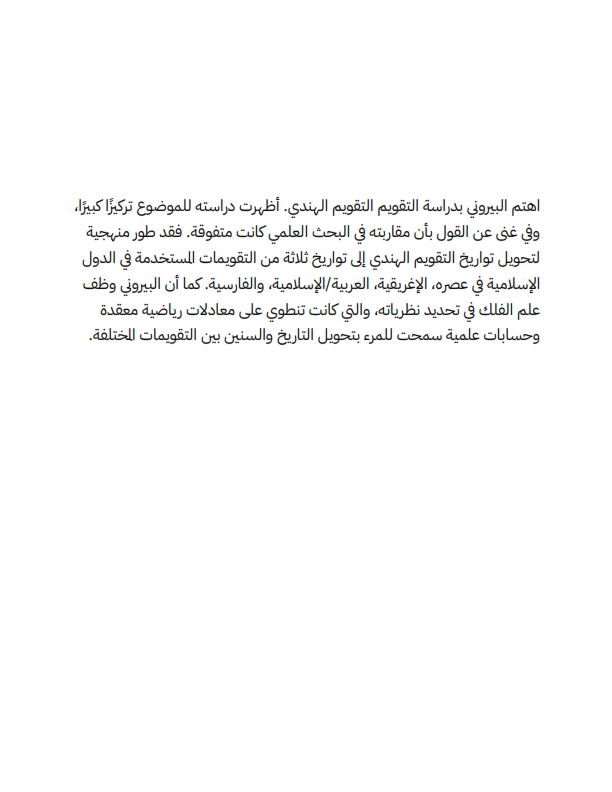 اهتم البيروني بدراسة التقويم التقويم الهندي. أظهرت دراسته للموضوع تركيزًا كبيرًا،
وفي غنى عن القول بأن مقاربته في البحث العلمي كانت متفوقة. فقد طور منهجية
لتحويل تواريخ التقويم الهندي إلى تواريخ ثلاثة من التقويمات المستخدمة في الدول
الإسلامية في عصره، الإغريقية، العربية/الإسلامية، والفارسية. كما أن البيروني وظف
علم الفلك في تحديد نظرياته، والتي كانت تنطوي على معادلات رياضية معقدة
وحسابات علمية سمحت للمرء بتحويل التاريخ والسنين بين التقويمات المختلفة.